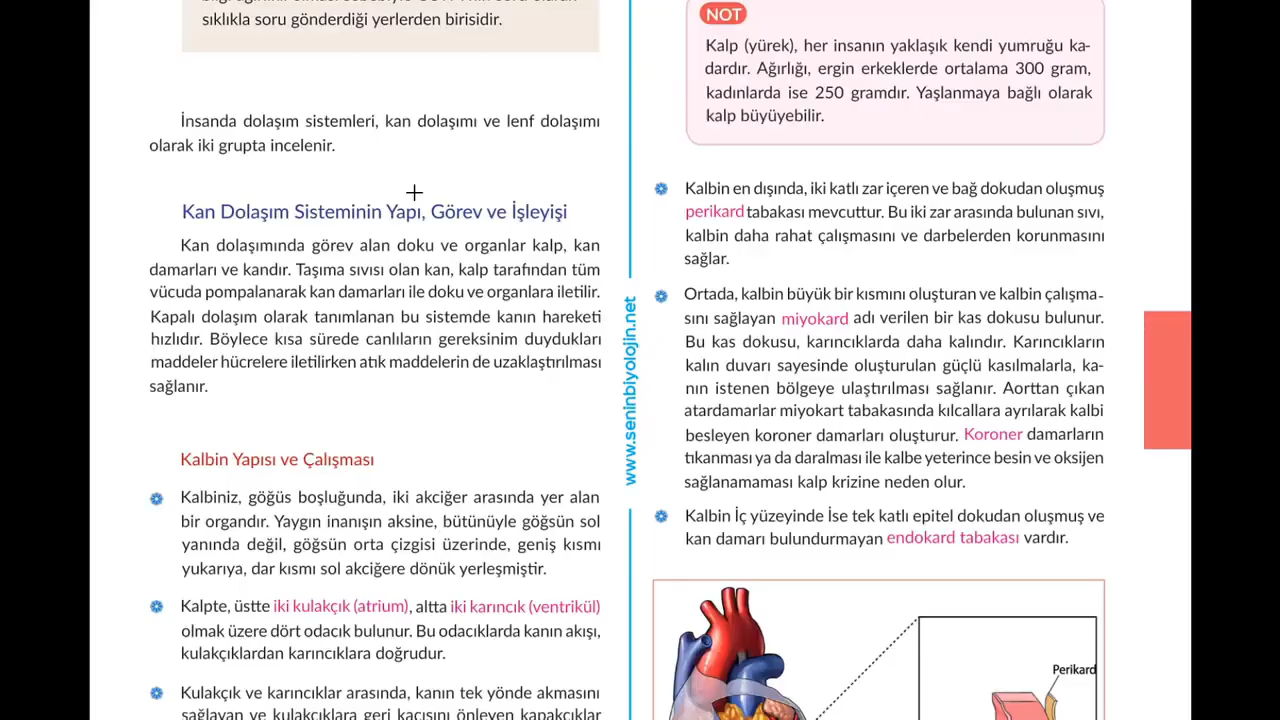 sıklıkla soru gönderdiği yerlerden birisidir.
İnsanda dolaşım sistemleri, kan dolaşımı ve lenf dolaşımı
olarak iki grupta incelenir.
Kan Dolaşım Sisteminin Yapı, Görev ve İşleyişi
Kan dolaşımında görev alan doku ve organlar kalp, kan
damarları ve kandır. Taşıma sıvısı olan kan, kalp tarafından tüm
vücuda pompalanarak kan damarları ile doku ve organlara iletilir.
Kapalı dolaşım olarak tanımlanan bu sistemde kanın hareketi
hızlıdır. Böylece kısa sürede canlıların gereksinim duydukları
maddeler hücrelere iletilirken atık maddelerin de uzaklaştırılması
sağlanır.
Kalbin Yapısı ve Çalışması
Kalbiniz, göğüs boşluğunda, iki akciğer arasında yer alan
bir organdır. Yaygın inanışın aksine, bütünüyle göğsün sol
yanında değil, göğsün orta çizgisi üzerinde, geniş kısmı
yukarıya, dar kısmı sol akciğere dönük yerleşmiştir.
Kalpte, üstte iki kulakçık (atrium), altta iki karıncık (ventrikül)
olmak üzere dört odacık bulunur. Bu odacıklarda kanın akışı,
kulakçıklardan karıncıklara doğrudur.
Kulakçık ve karıncıklar arasında, kanın tek yönde akmasını
sağlayan ve kulakçıklara geri kaçışını önleyen kapakçıklar
www.seninbiyolojin.net
NOT
Kalp (yürek), her insanın yaklaşık kendi yumruğu ka-
dardır. Ağırlığı, ergin erkeklerde ortalama 300 gram,
kadınlarda ise 250 gramdır. Yaşlanmaya bağlı olarak
kalp büyüyebilir.
Kalbin en dışında, iki katlı zar içeren ve bağ dokudan oluşmuş
perikard tabakası mevcuttur. Bu iki zar arasında bulunan sıvı,
kalbin daha rahat çalışmasını ve darbelerden korunmasını
sağlar.
Ortada, kalbin büyük bir kısmını oluşturan ve kalbin çalışma-
sını sağlayan miyokard adı verilen bir kas dokusu bulunur.
Bu kas dokusu, karıncıklarda daha kalındır. Karıncıkların
kalın duvarı sayesinde oluşturulan güçlü kasılmalarla, ka-
nın istenen bölgeye ulaştırılması sağlanır. Aorttan çıkan
atardamarlar miyokart tabakasında kılcallara ayrılarak kalbi
besleyen koroner damarları oluşturur. Koroner damarların
tıkanması ya da daralması ile kalbe yeterince besin ve oksijen
sağlanamaması kalp krizine neden olur.
Kalbin İç yüzeyinde İse tek katlı epitel dokudan oluşmuş ve
kan damarı bulundurmayan endokard tabakası vardır.
Perikard